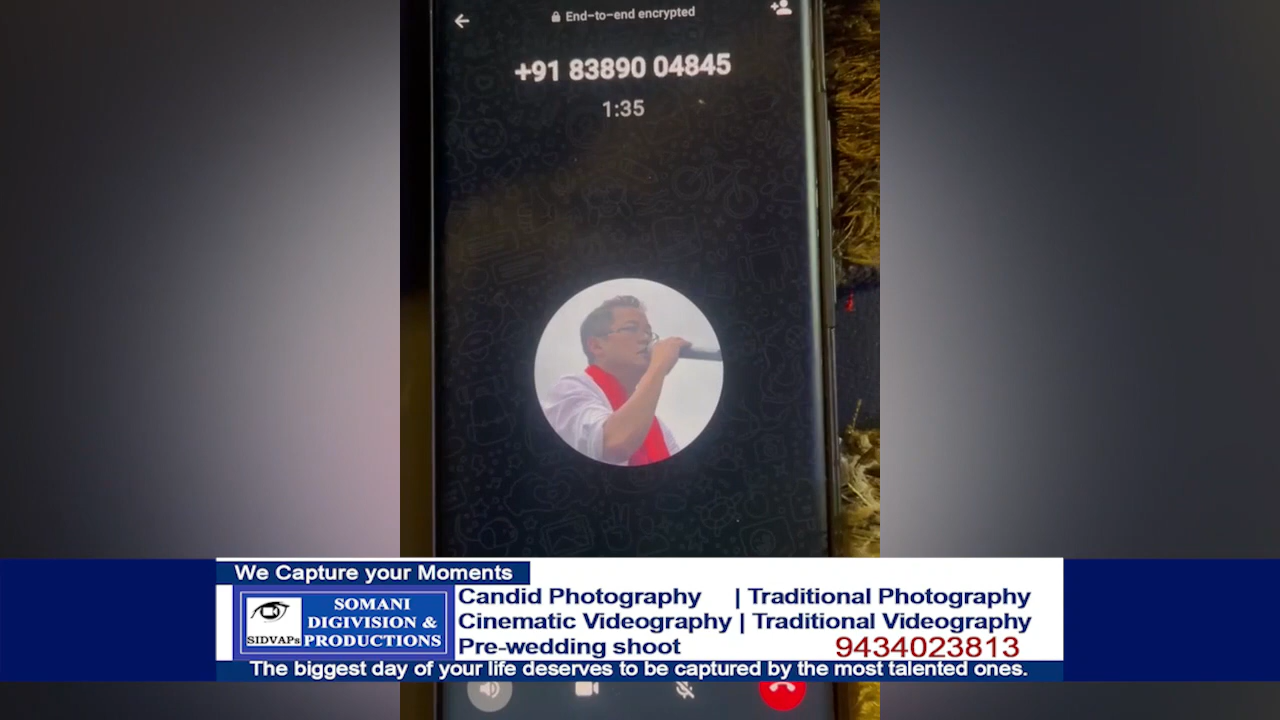 End-to-end encrypted
+91 83890 04845
1:35
We Capture your Moments
SIDVAPs
SOMANI
DIGIVISION &
PRODUCTIONS
Candid Photography | Traditional Photography
Cinematic Videography | Traditional Videography
Pre-wedding shoot 9434023813
The biggest day of your life deserves to be captured by the most talented ones.